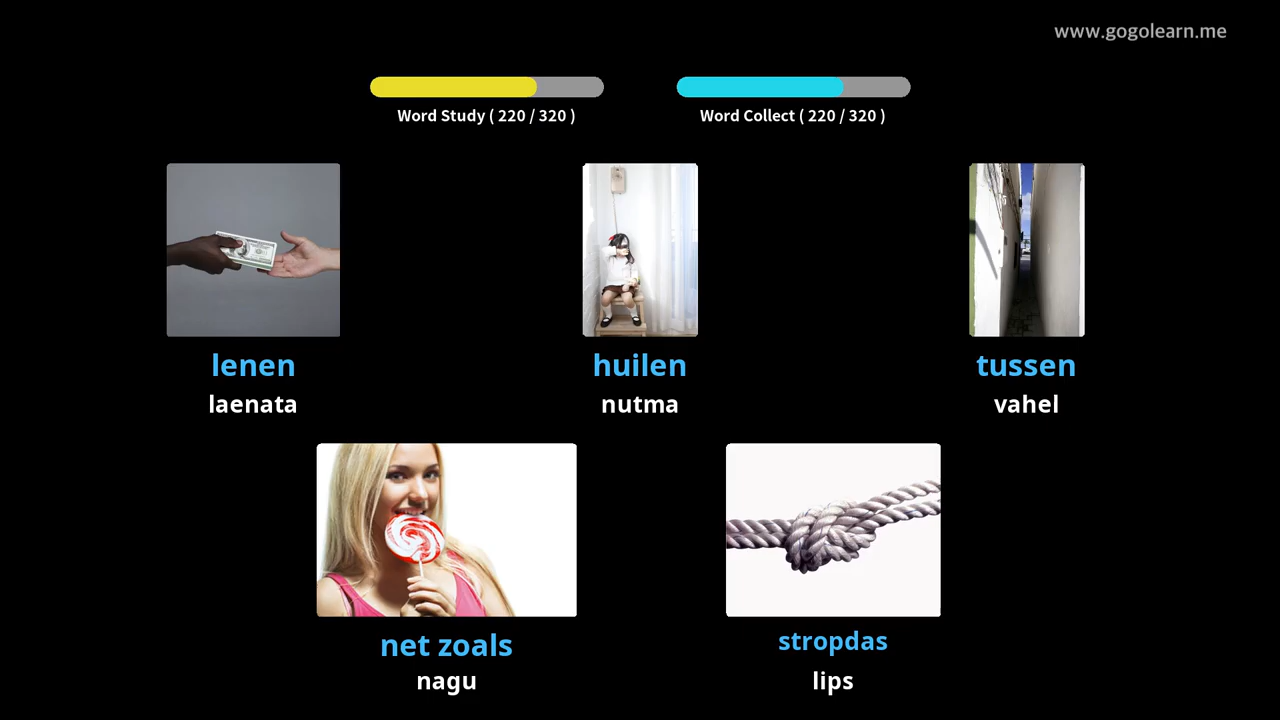 www.gogolearn.me
Word Study ( 220 / 320 )
Word Collect ( 220 / 320 )
lenen
laenata
huilen
nutma
tussen
vahel
net zoals
nagu
stropdas
lips